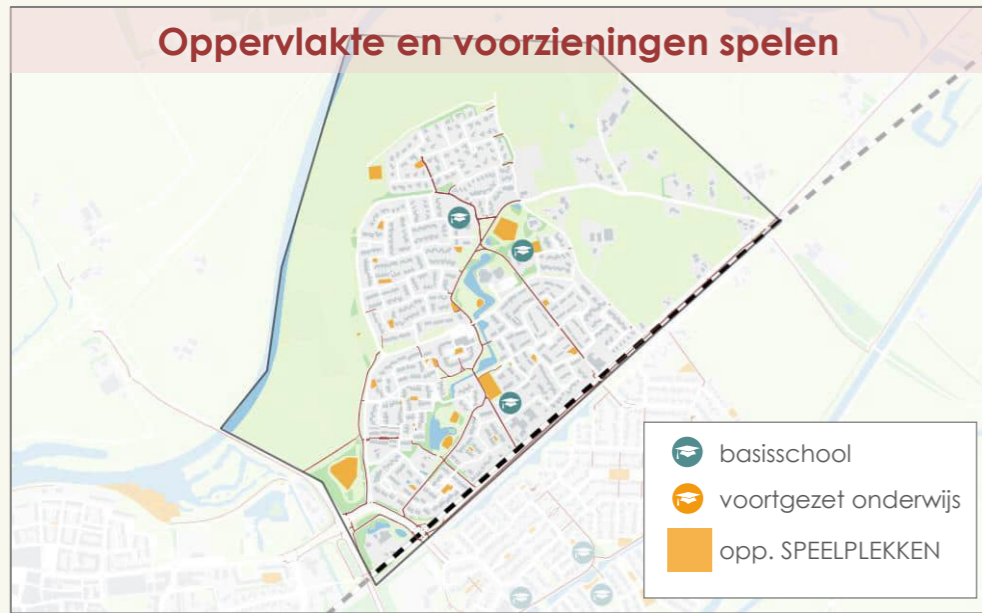 Oppervlakte en voorzieningen spelen
basisschool
voortgezet onderwijs
opp. SPEELPLEKKEN